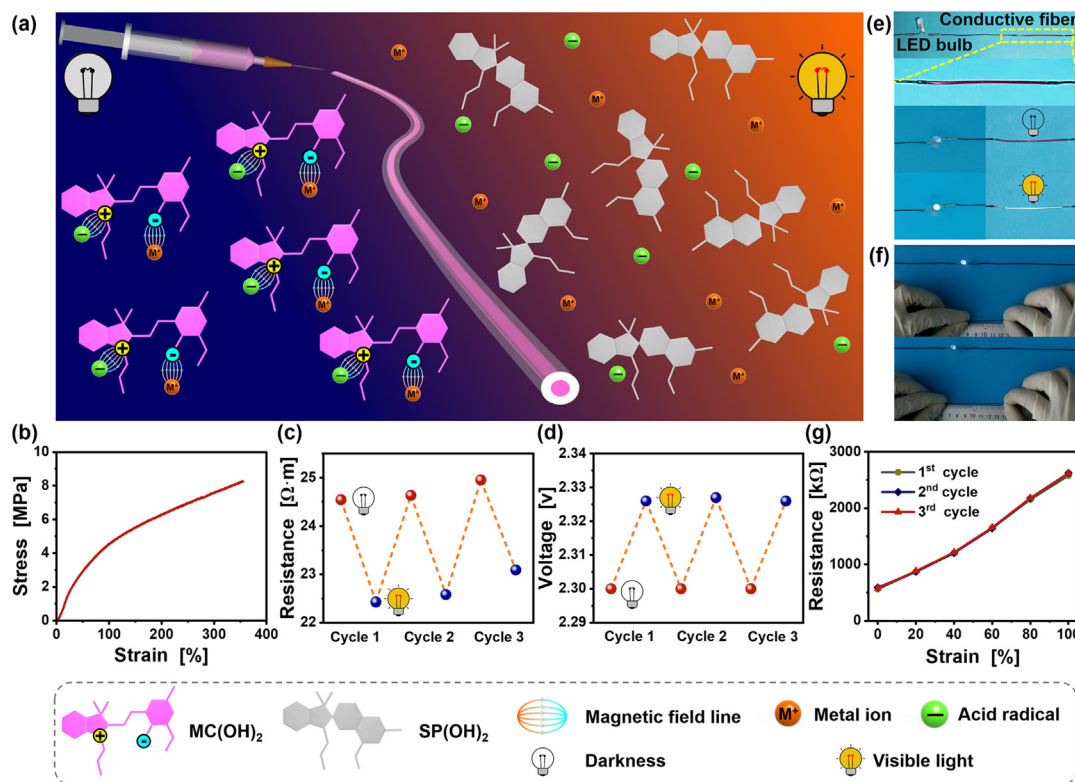 (a)
M⁺
M⁺
M⁺
M⁺
M⁺
M⁺
M⁺
M⁺
M⁺
M⁺
M⁺
M⁺
M⁺
(e)
Conductive fiber
LED bulb
(f)
(b)
Stress [MPa]
10
8
6
4
2
0
0 100 200 300 400
Strain [%]
(c)
Resistance [Ω·m]
25
24
23
22
Cycle 1 Cycle 2 Cycle 3
(d)
Voltage [v]
2.34
2.33
2.32
2.31
2.30
2.29
Cycle 1 Cycle 2 Cycle 3
(g)
Resistance [kΩ]
3000
2000
1000
0
1st cycle
2nd cycle
3rd cycle
0 20 40 60 80 100
Strain [%]
MC(OH)₂
SP(OH)₂
Magnetic field line
M⁺ Metal ion
Acid radical
Darkness
Visible light